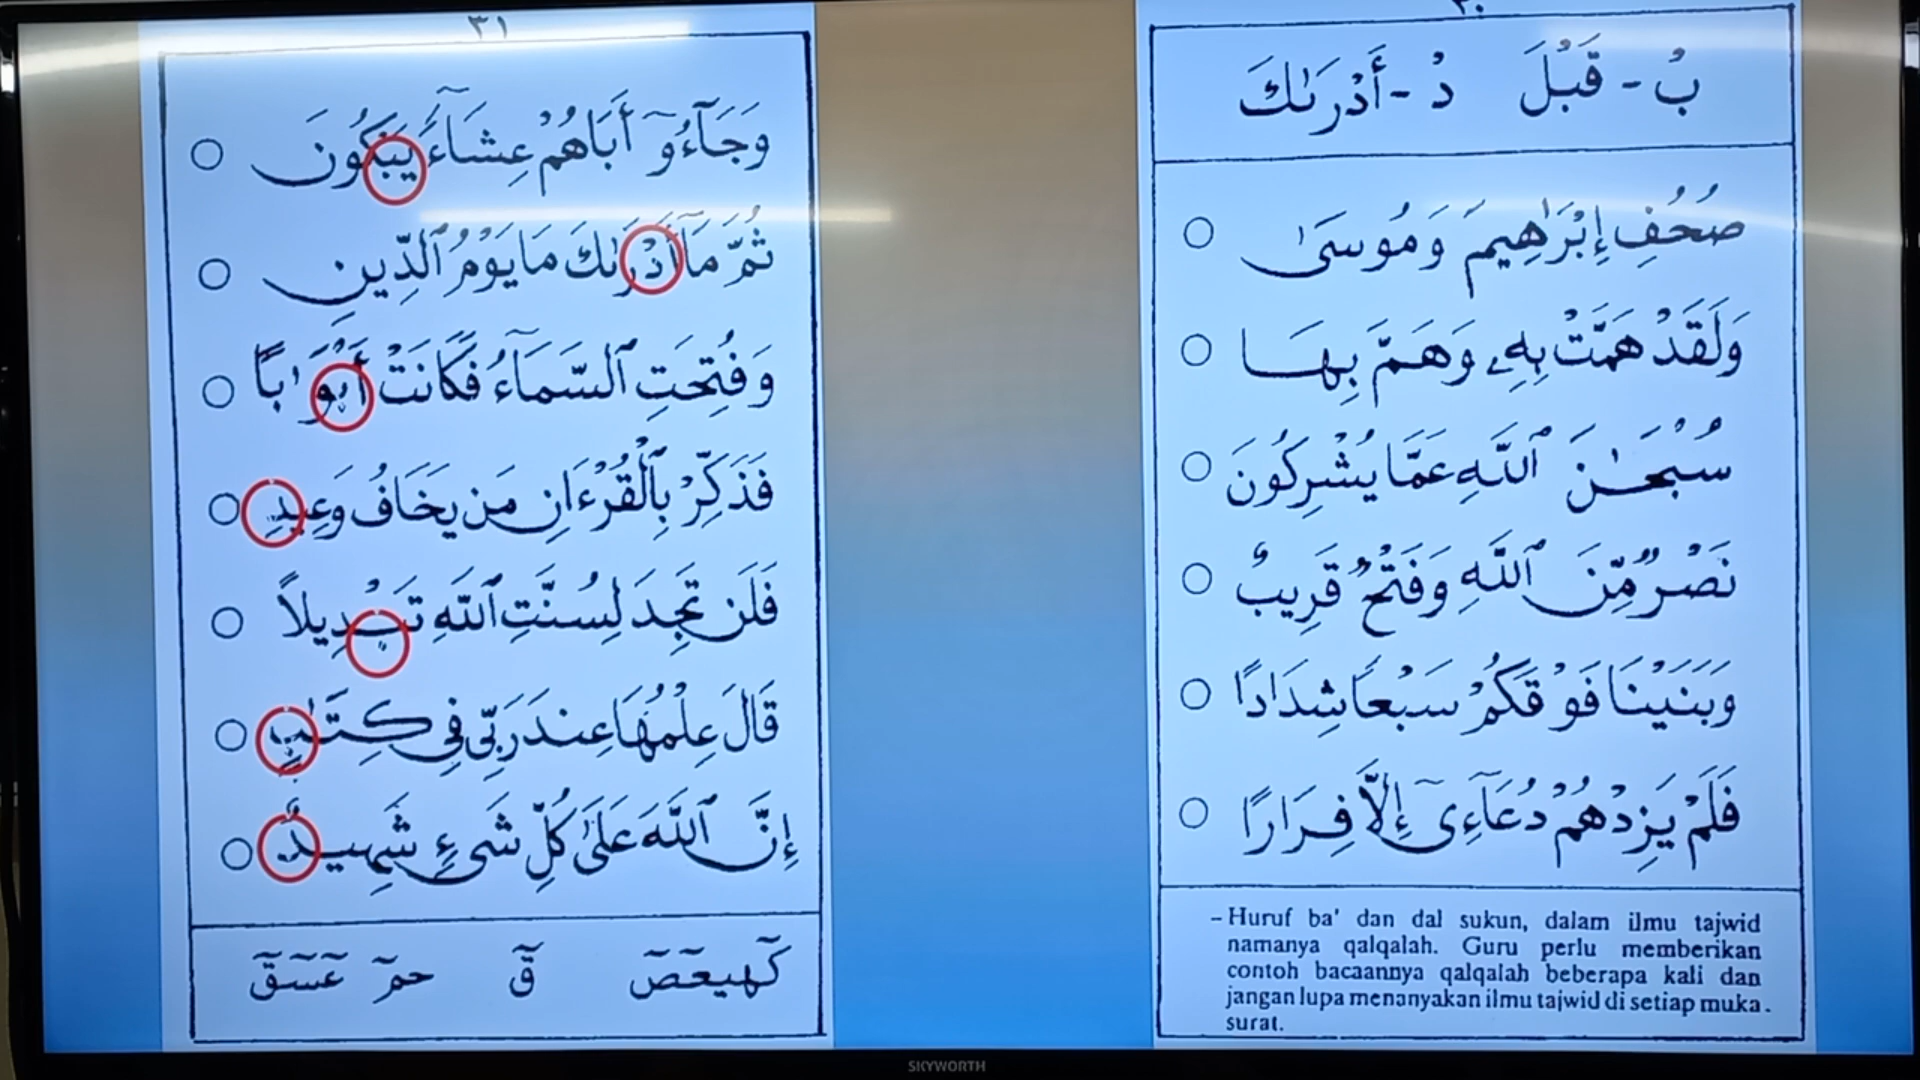 ٣٠
بْ - قَبْلَ دْ - أَدْرَىٰكَ
صُحُفِ إِبْرَٰهِيمَ وَمُوسَىٰ
وَلَقَدْ هَمَّتْ بِهِۦ وَهَمَّ بِهَا
سُبْحَـٰنَ ٱللَّهِ عَمَّا يُشْرِكُونَ
نَصْرٌ مِّنَ ٱللَّهِ وَفَتْحٌ قَرِيبٌ
وَبَنَيْنَا فَوْقَكُمْ سَبْعًا شِدَادًا
فَلَمْ يَزِدْهُمْ دُعَآءِىٓ إِلَّا فِرَارًا
– Huruf ba' dan dal sukun, dalam ilmu tajwid
namanya qalqalah. Guru perlu memberikan
contoh bacaannya qalqalah beberapa kali dan
jangan lupa menanyakan ilmu tajwid di setiap muka.
surat.
٣١
وَجَآءُوٓ أَبَاهُمْ عِشَآءً يَبْكُونَ
ثُمَّ مَآ أَدْرَىٰكَ مَا يَوْمُ ٱلدِّينِ
وَفُتِحَتِ ٱلسَّمَآءُ فَكَانَتْ أَبْوَٰبًا
فَذَكِّرْ بِٱلْقُرْءَانِ مَن يَخَافُ وَعِيدِ
فَلَن تَجِدَ لِسُنَّتِ ٱللَّهِ تَبْدِيلًا
قَالَ عِلْمُهَا عِندَ رَبِّى فِى كِتَـٰبٍ
إِنَّ ٱللَّهَ عَلَىٰ كُلِّ شَىْءٍ شَهِيدٌ
كٓهيعٓصٓ قٓ حمٓ عٓسٓقٓ
SKYWORTH